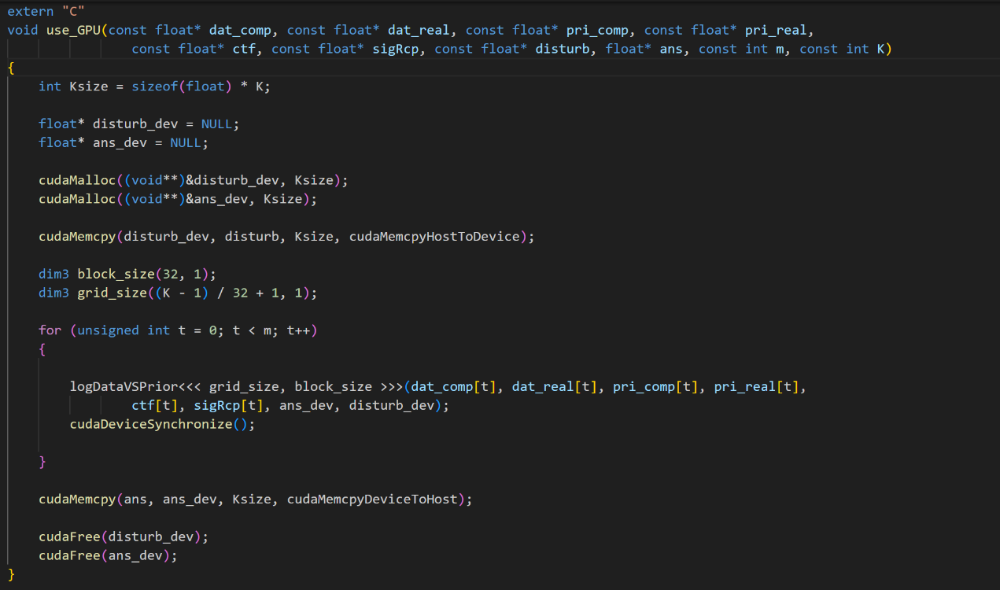 extern "C"
void use_GPU(const float* dat_comp, const float* dat_real, const float* pri_comp, const float* pri_real,
            const float* ctf, const float* sigRcp, const float* disturb, float* ans, const int m, const int K)
{
    int Ksize = sizeof(float) * K;

    float* disturb_dev = NULL;
    float* ans_dev = NULL;

    cudaMalloc((void**)&disturb_dev, Ksize);
    cudaMalloc((void**)&ans_dev, Ksize);

    cudaMemcpy(disturb_dev, disturb, Ksize, cudaMemcpyHostToDevice);

    dim3 block_size(32, 1);
    dim3 grid_size((K - 1) / 32 + 1, 1);

    for (unsigned int t = 0; t < m; t++)
    {

        logDataVSPrior<<< grid_size, block_size >>>(dat_comp[t], dat_real[t], pri_comp[t], pri_real[t],
                ctf[t], sigRcp[t], ans_dev, disturb_dev);
        cudaDeviceSynchronize();

    }

    cudaMemcpy(ans, ans_dev, Ksize, cudaMemcpyDeviceToHost);

    cudaFree(disturb_dev);
    cudaFree(ans_dev);
}